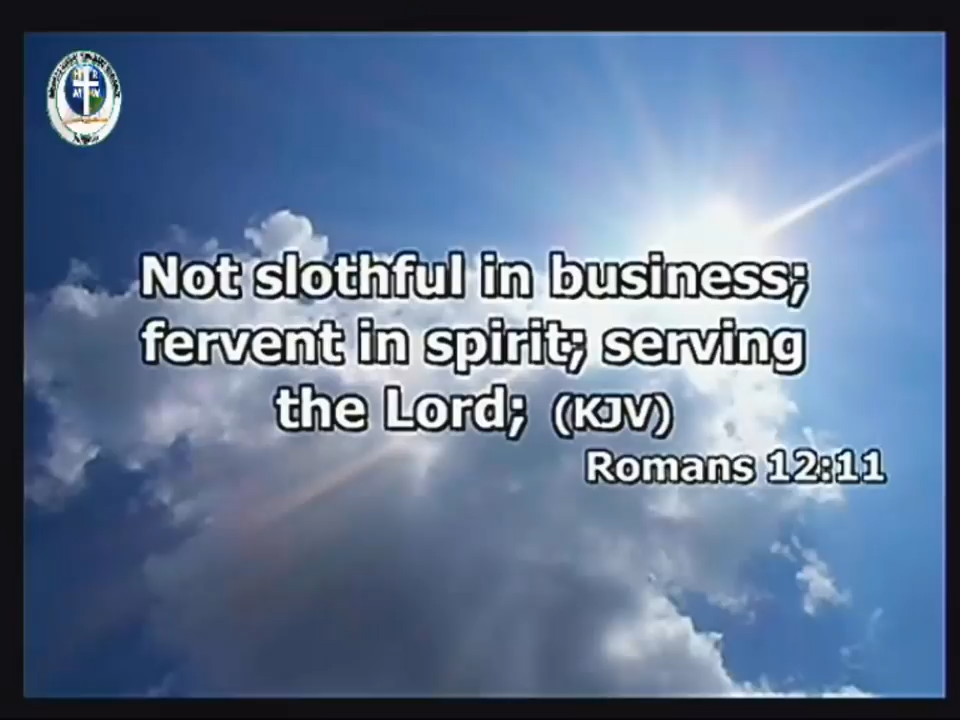 Not slothful in business;
fervent in spirit; serving
the Lord; (KJV)
Romans 12:11